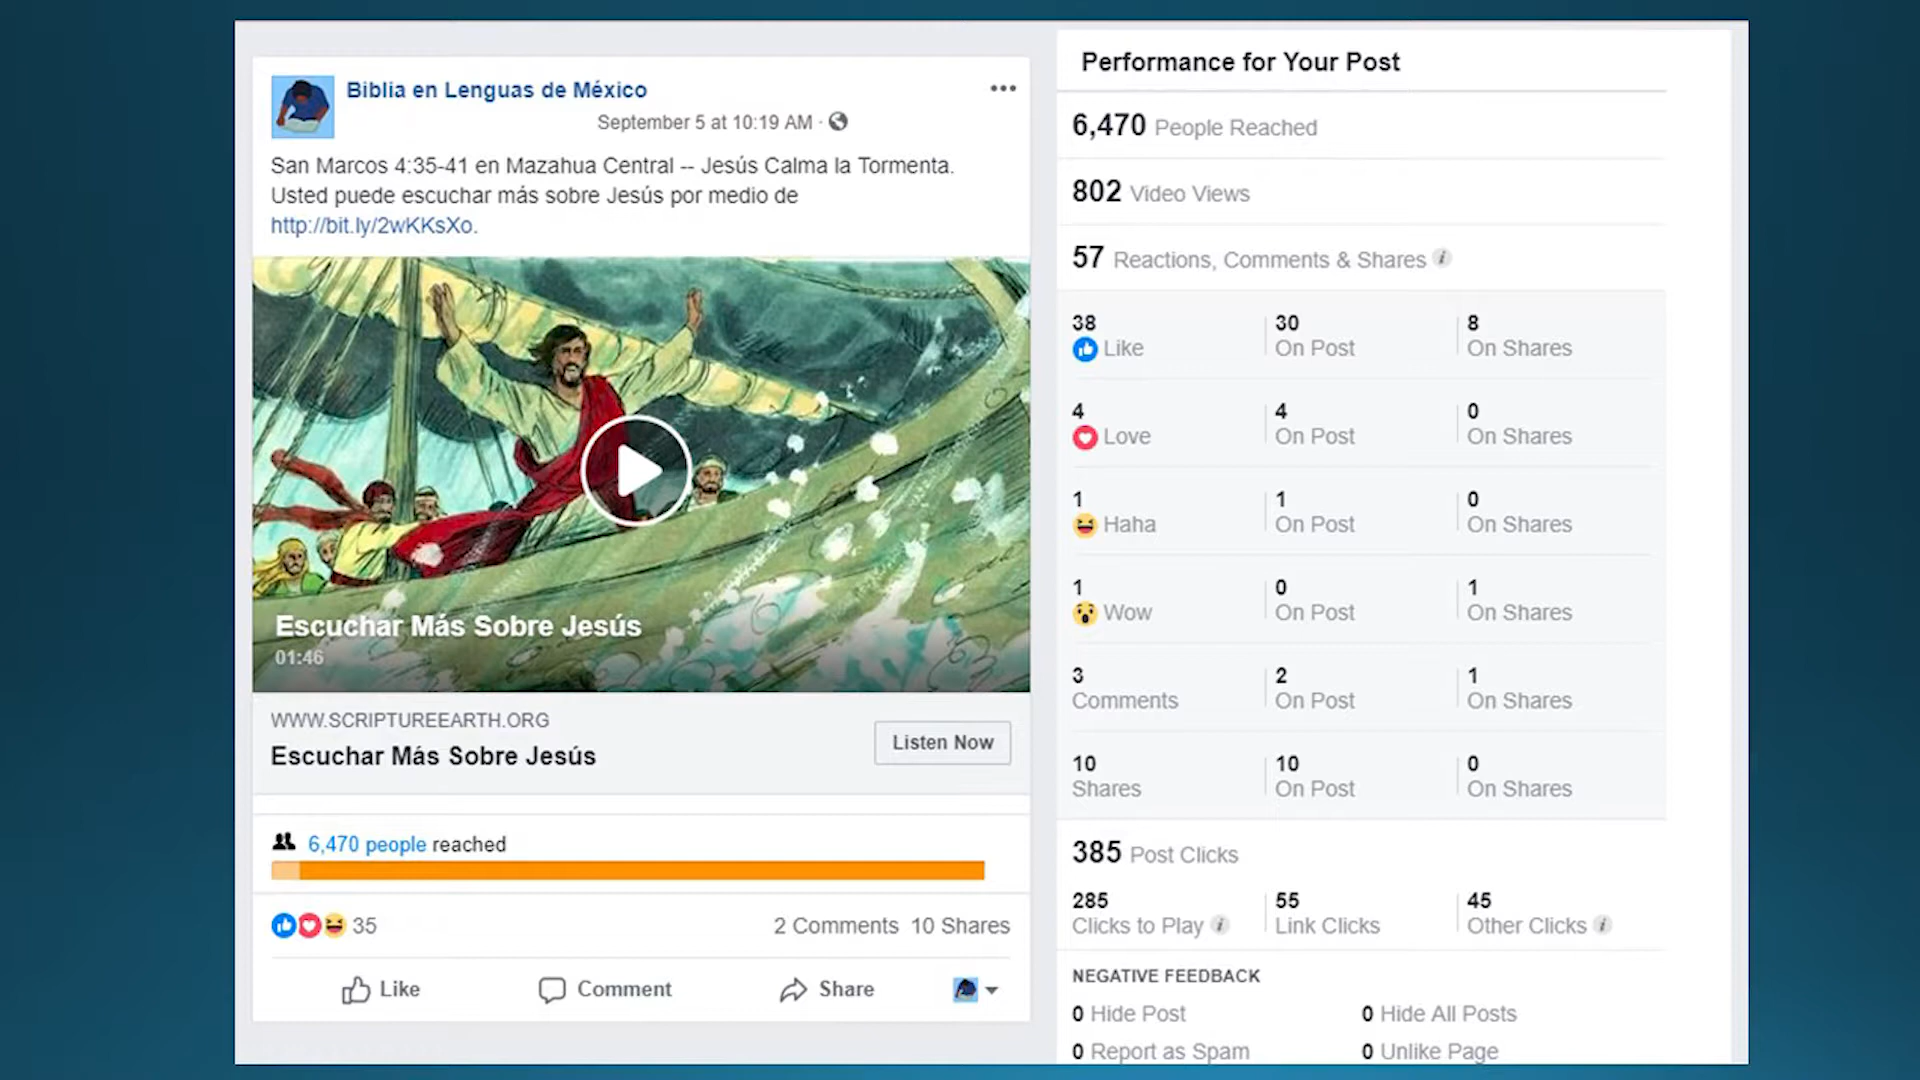 Biblia en Lenguas de México
September 5 at 10:19 AM ·
San Marcos 4:35-41 en Mazahua Central -- Jesús Calma la Tormenta.
Usted puede escuchar más sobre Jesús por medio de
http://bit.ly/2wKKsXo.
Escuchar Más Sobre Jesús
01:46
WWW.SCRIPTUREEARTH.ORG
Escuchar Más Sobre Jesús
Listen Now
6,470 people reached
35
2 Comments 10 Shares
Like Comment Share
Performance for Your Post
6,470 People Reached
802 Video Views
57 Reactions, Comments & Shares i
38 30 8
Like On Post On Shares
4 4 0
Love On Post On Shares
1 1 0
Haha On Post On Shares
1 0 1
Wow On Post On Shares
3 2 1
Comments On Post On Shares
10 10 0
Shares On Post On Shares
385 Post Clicks
285 55 45
Clicks to Play i Link Clicks Other Clicks i
NEGATIVE FEEDBACK
0 Hide Post 0 Hide All Posts
0 Report as Spam 0 Unlike Page